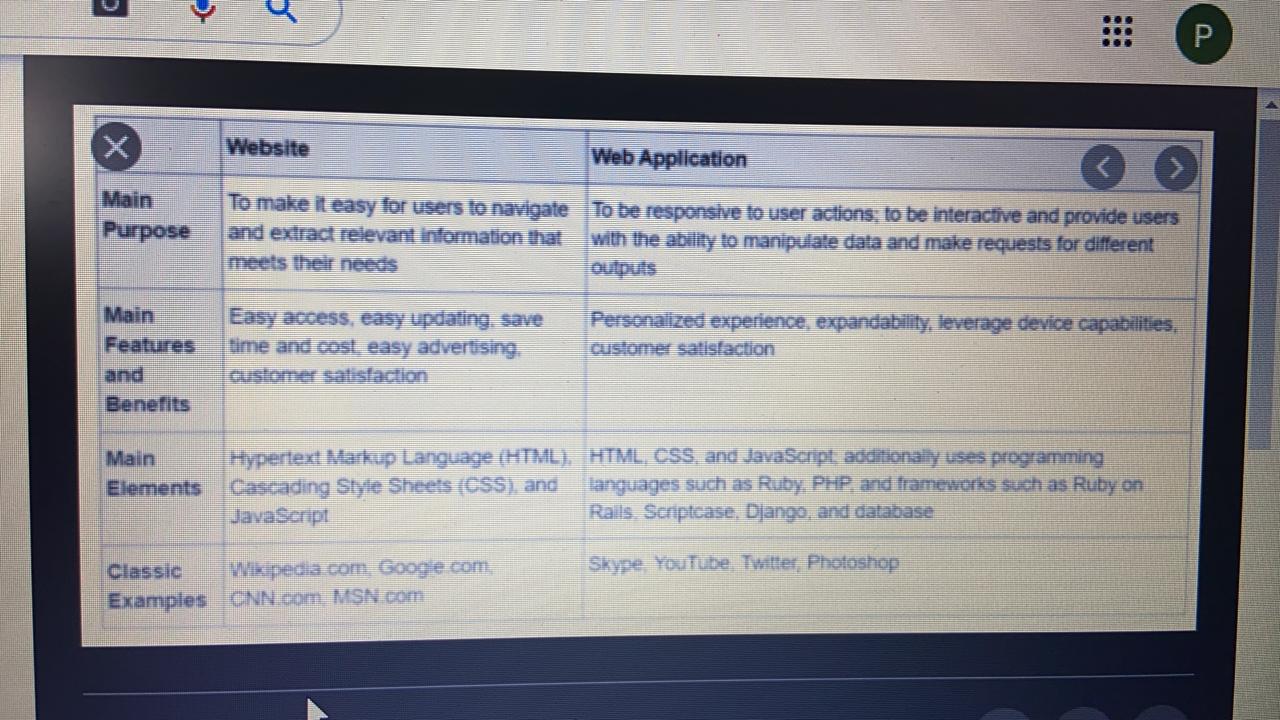 P
Website
Web Application
Main
Purpose
To make it easy for users to navigate
and extract relevant information that
meets their needs
To be responsive to user actions; to be interactive and provide users
with the ability to manipulate data and make requests for different
outputs
Main
Features
and
Benefits
Easy access, easy updating, save
time and cost, easy advertising,
customer satisfaction
Personalized experience, expandability, leverage device capabilities,
customer satisfaction
Main
Elements
Hypertext Markup Language (HTML),
Cascading Style Sheets (CSS), and
JavaScript
HTML, CSS, and JavaScript; additionally uses programming
languages such as Ruby, PHP, and frameworks such as Ruby on
Rails, Scriptcase, Django, and database
Classic
Examples
Wikipedia.com, Google.com,
CNN.com, MSN.com
Skype, YouTube, Twitter, Photoshop